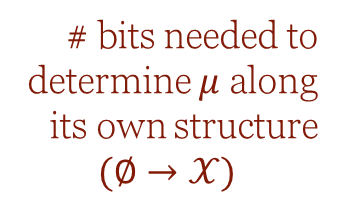 # bits needed to
determine μ along
its own structure
(∅ → 𝒳)